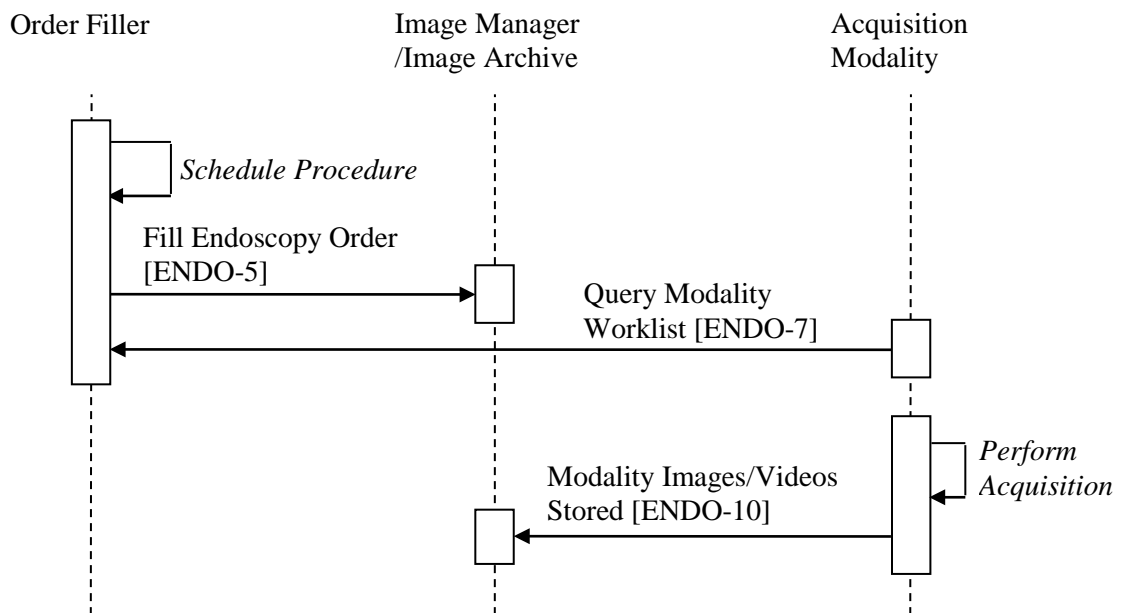 Order Filler
Image Manager
/Image Archive
Acquisition
Modality
Schedule Procedure
Fill Endoscopy Order
[ENDO-5]
Query Modality
Worklist [ENDO-7]
Perform
Acquisition
Modality Images/Videos
Stored [ENDO-10]